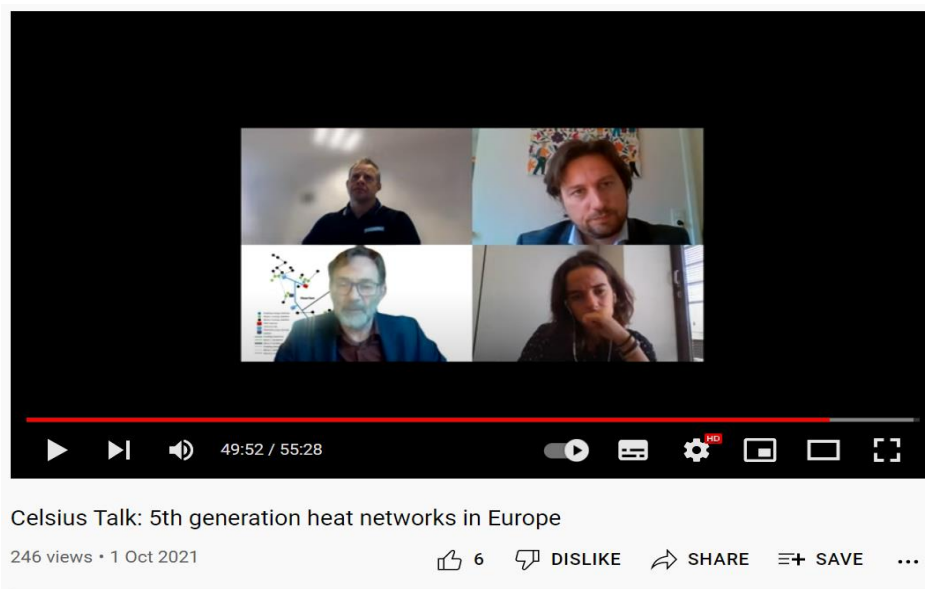 49:52 / 55:28
HD
Celsius Talk: 5th generation heat networks in Europe
246 views • 1 Oct 2021
6 DISLIKE SHARE SAVE ...